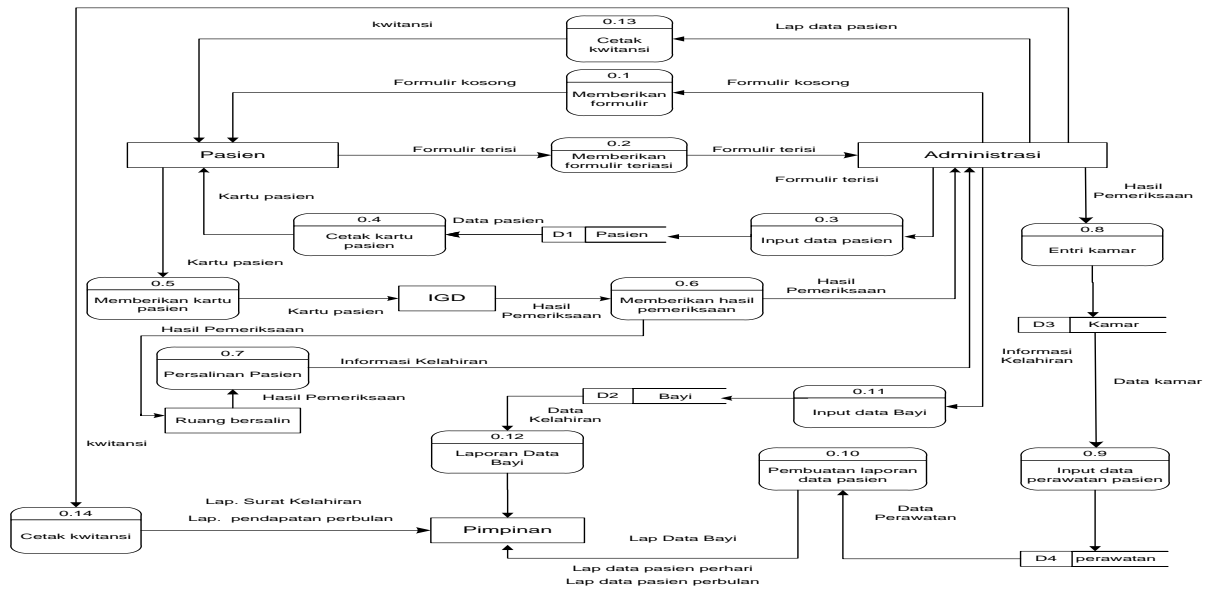 0.13
kwitansi
Lap data pasien
Cetak
kwitansi
0.1
Formulir kosong
Formulir kosong
Memberikan
formulir
0.2
Pasien
Formulir terisi
Formulir terisi
Administrasi
Memberikan
formulir teriasi
Formulir terisi
Hasil
Pemeriksaan
Kartu pasien
0.4
Data pasien
0.3
0.8
Cetak kartu
pasien
D1
Pasien
Input data pasien
Entri kamar
Kartu pasien
0.5
0.6
Hasil
Pemeriksaan
Memberikan kartu
pasien
IGD
Memberikan hasil
pemeriksaan
Kartu pasien
Hasil
Pemeriksaan
Hasil Pemeriksaan
D3
Kamar
0.7
Informasi Kelahiran
Informasi
Kelahiran
Persalinan Pasien
Data kamar
0.11
Hasil Pemeriksaan
D2
Bayi
Input data Bayi
Ruang bersalin
Data
Kelahiran
kwitansi
0.12
Laporan Data
Bayi
0.10
Pembuatan laporan
data pasien
0.9
Input data
perawatan pasien
Lap. Surat Kelahiran
0.14
Cetak kwitansi
Lap. pendapatan perbulan
Pimpinan
Data
Perawatan
Lap Data Bayi
D4
perawatan
Lap data pasien perhari
Lap data pasien perbulan